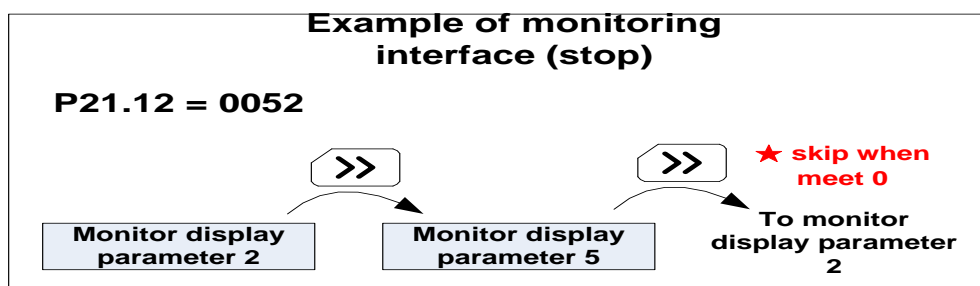 Example of monitoring
interface (stop)
P21.12 = 0052
★ skip when
meet 0
Monitor display
parameter 2
Monitor display
parameter 5
To monitor
display parameter
2